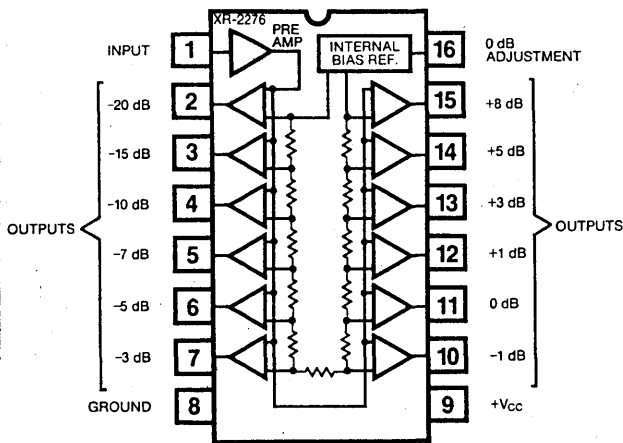 XR-2276
PRE
AMP
INTERNAL
BIAS REF.
INPUT
1
16
0 dB
ADJUSTMENT
-20 dB
2
15
+8 dB
-15 dB
3
14
+5 dB
-10 dB
4
13
+3 dB
OUTPUTS
-7 dB
5
12
+1 dB
OUTPUTS
-5 dB
6
11
0 dB
-3 dB
7
10
-1 dB
GROUND
8
9
+VCC